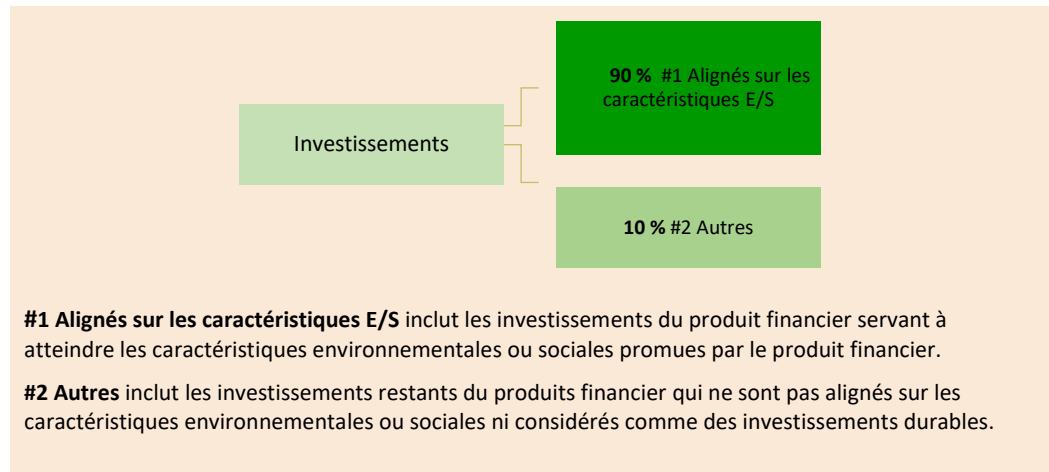 90 % #1 Alignés sur les
caractéristiques E/S
Investissements
10 % #2 Autres
#1 Alignés sur les caractéristiques E/S inclut les investissements du produit financier servant à
atteindre les caractéristiques environnementales ou sociales promues par le produit financier.
#2 Autres inclut les investissements restants du produits financier qui ne sont pas alignés sur les
caractéristiques environnementales ou sociales ni considérés comme des investissements durables.